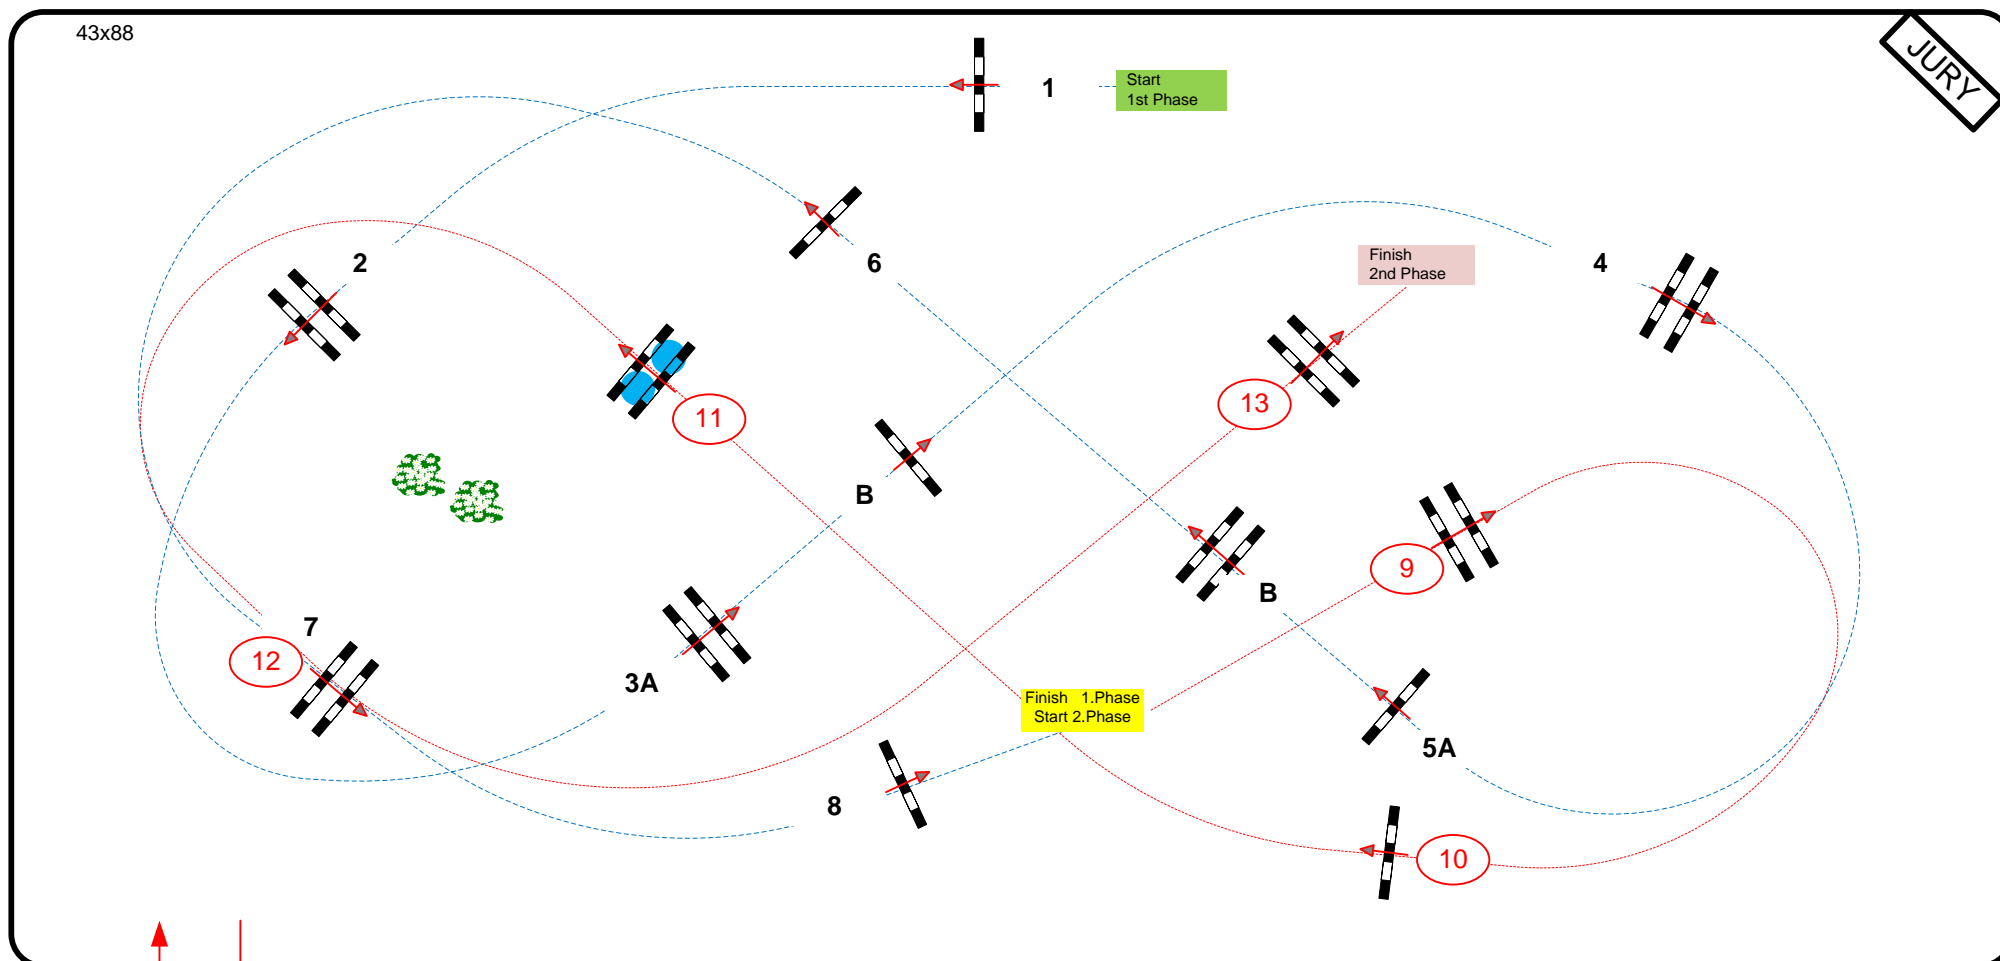 43x88
JURY
1
Start
1st Phase
2
6
4
Finish
2nd Phase
11
13
B
9
B
7
12
3A
Finish 1.Phase
Start 2.Phase
5A
8
10